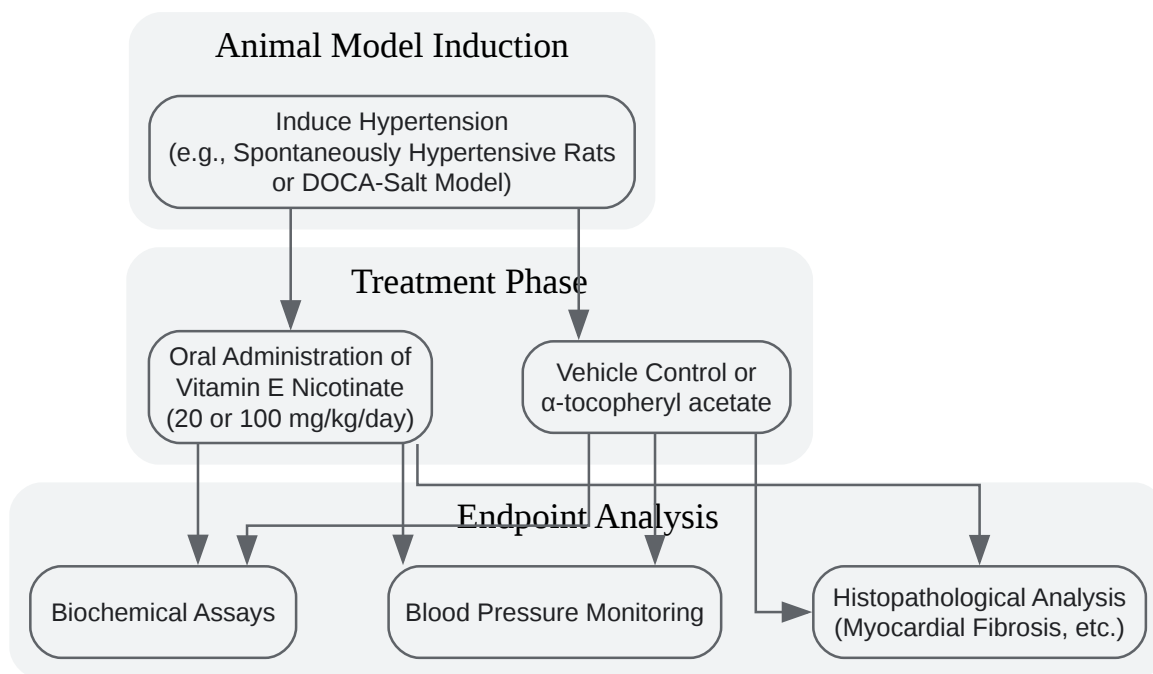 Animal Model Induction
Induce Hypertension
(e.g., Spontaneously Hypertensive Rats
or DOCA-Salt Model)
Treatment Phase
Oral Administration of
Vitamin E Nicotinate
(20 or 100 mg/kg/day)
Vehicle Control or
α-tocopheryl acetate
Endpoint Analysis
Biochemical Assays
Blood Pressure Monitoring
Histopathological Analysis
(Myocardial Fibrosis, etc.)